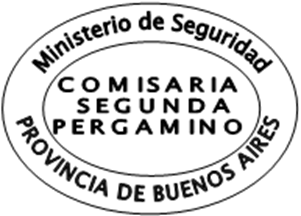 Ministerio de Seguridad
COMISARIA
SEGUNDA
PERGAMINO
PROVINCIA DE BUENOS AIRES